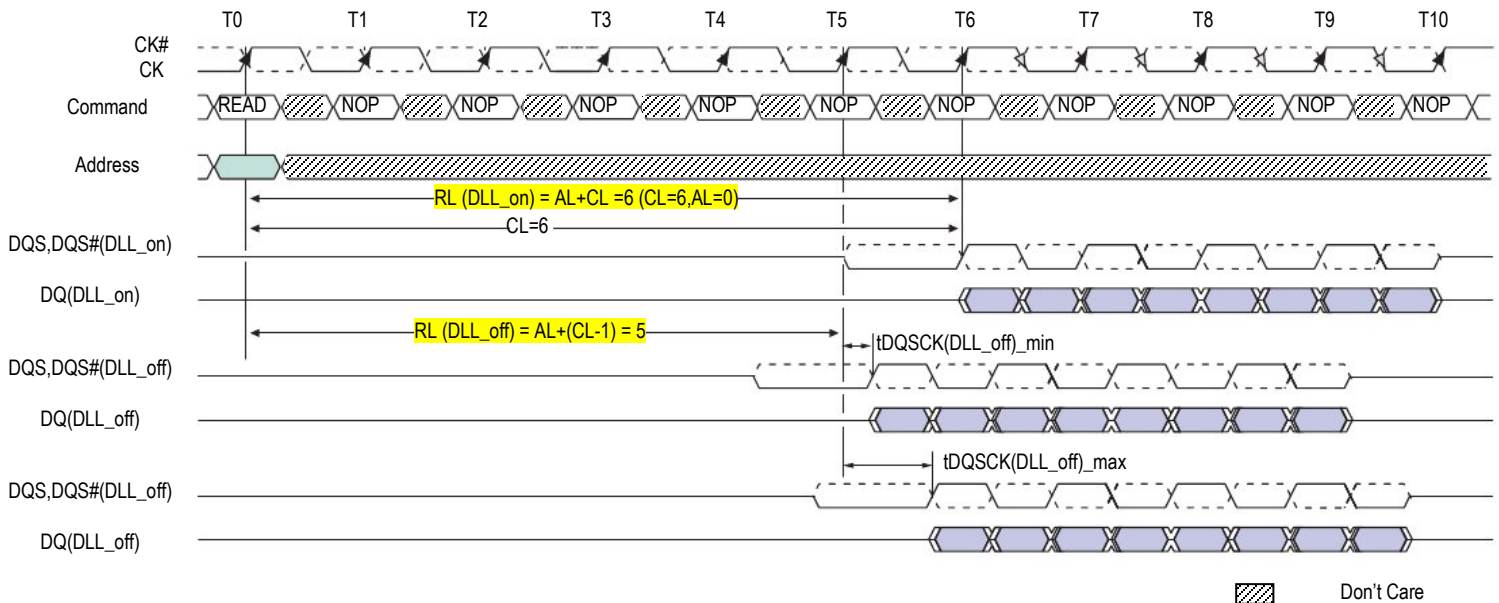 T0 T1 T2 T3 T4 T5 T6 T7 T8 T9 T10
CK#
CK
Command READ NOP NOP NOP NOP NOP NOP NOP NOP NOP NOP
Address
RL (DLL_on) = AL+CL =6 (CL=6,AL=0)
CL=6
DQS,DQS#(DLL_on)
DQ(DLL_on)
RL (DLL_off) = AL+(CL-1) = 5
tDQSCK(DLL_off)_min
DQS,DQS#(DLL_off)
DQ(DLL_off)
tDQSCK(DLL_off)_max
DQS,DQS#(DLL_off)
DQ(DLL_off)
Don't Care